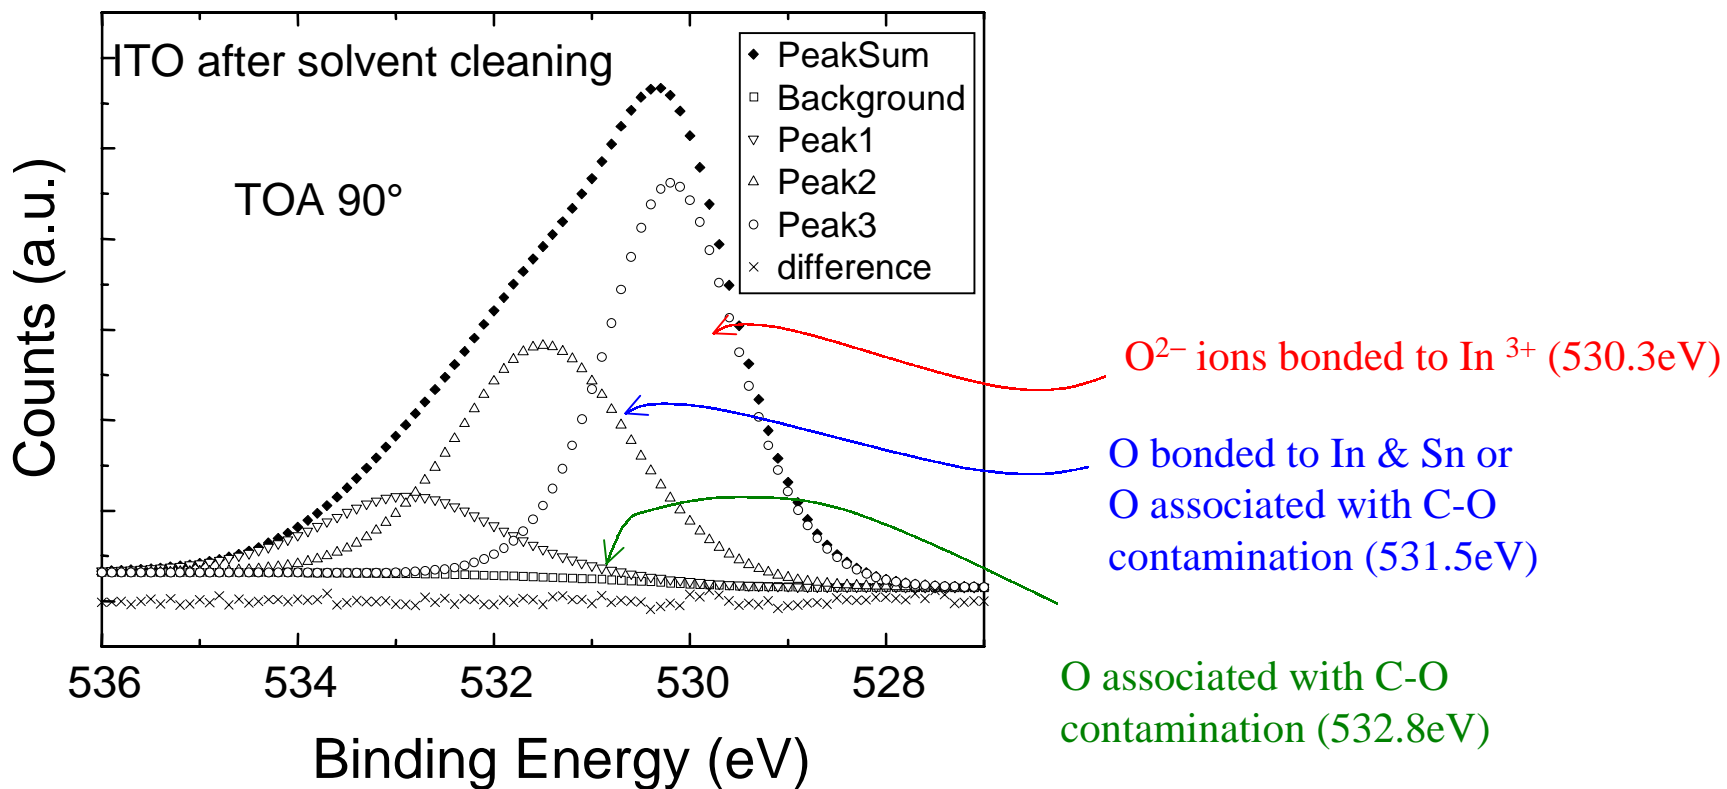 ITO after solvent cleaning
TOA 90°
PeakSum
Background
Peak1
Peak2
Peak3
difference
Counts (a.u.)
536 534 532 530 528
Binding Energy (eV)
O²⁻ ions bonded to In ³⁺ (530.3eV)
O bonded to In & Sn or
O associated with C-O
contamination (531.5eV)
O associated with C-O
contamination (532.8eV)